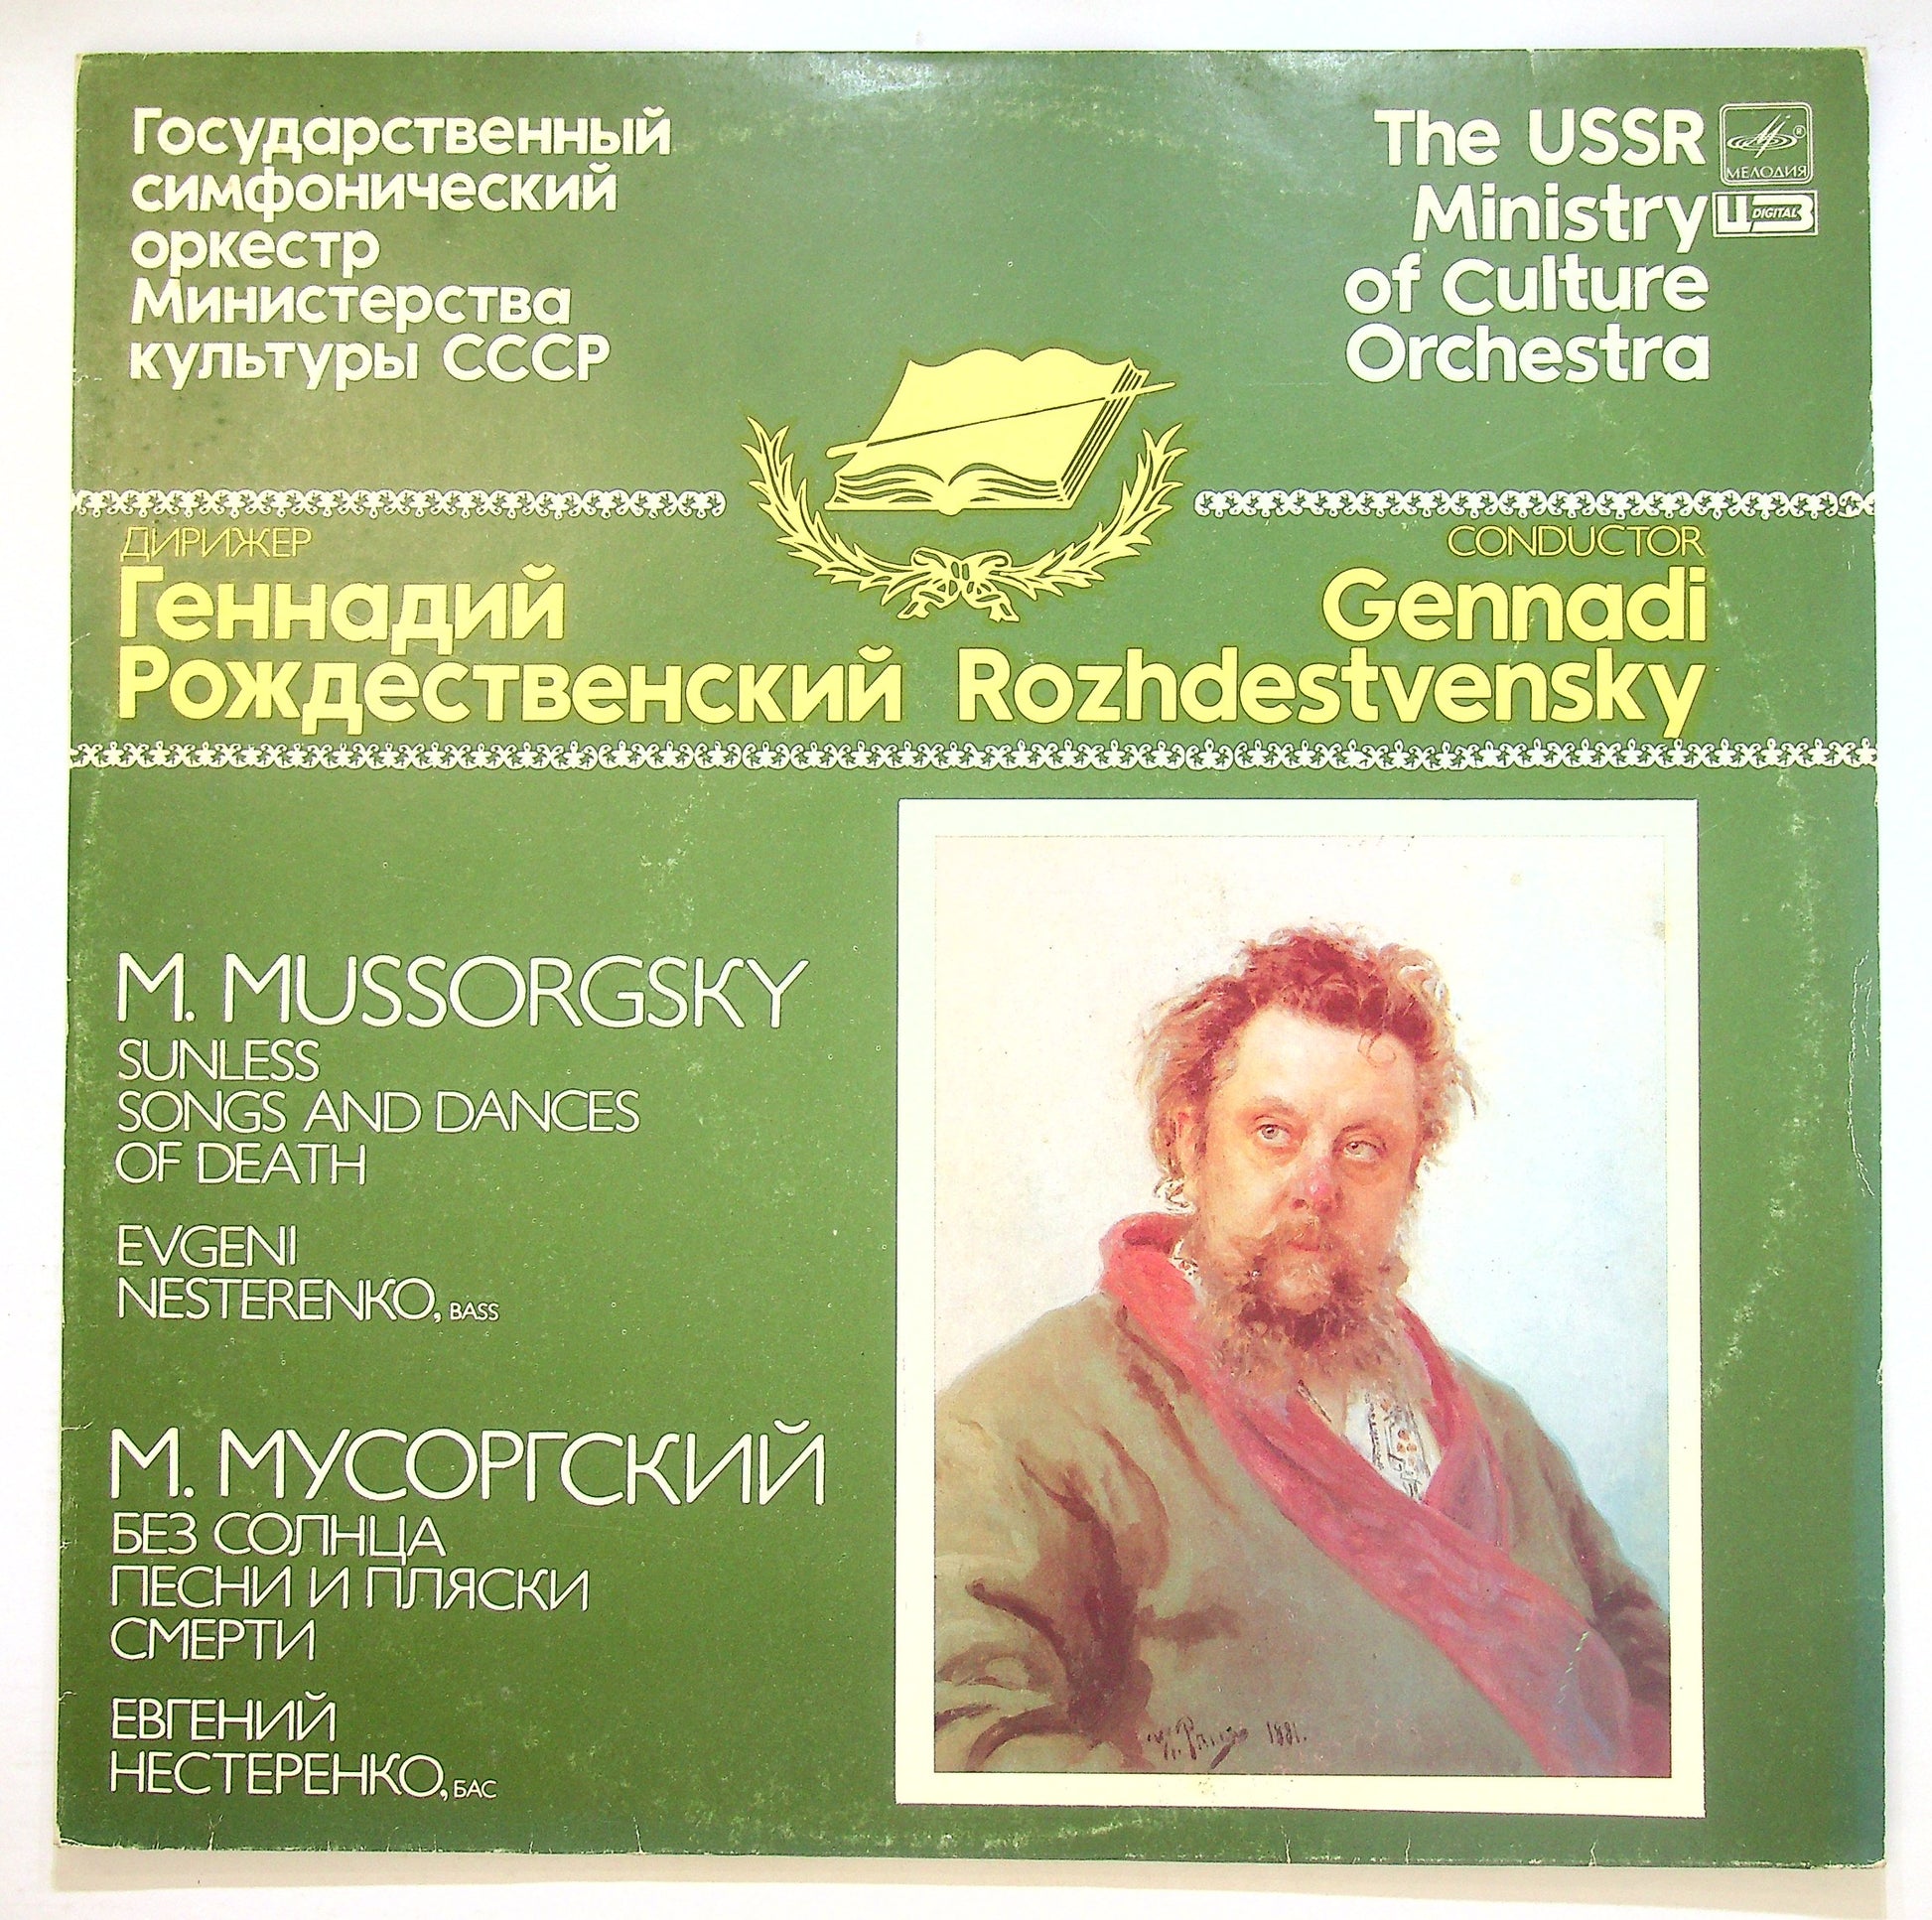 Государственный
симфонический
оркестр
Министерства
культуры СССР
The USSR
Ministry
of Culture
Orchestra
МЕЛОДИЯ
®
DIGITAL
ДИРИЖЕР
Геннадий
Рождественский
CONDUCTOR
Gennadi
Rozhdestvensky
M. MUSSORGSKY
SUNLESS
SONGS AND DANCES
OF DEATH
EVGENI
NESTERENKO, BASS
М. МУСОРГСКИЙ
БЕЗ СОЛНЦА
ПЕСНИ И ПЛЯСКИ
СМЕРТИ
ЕВГЕНИЙ
НЕСТЕРЕНКО, БАС
1881.